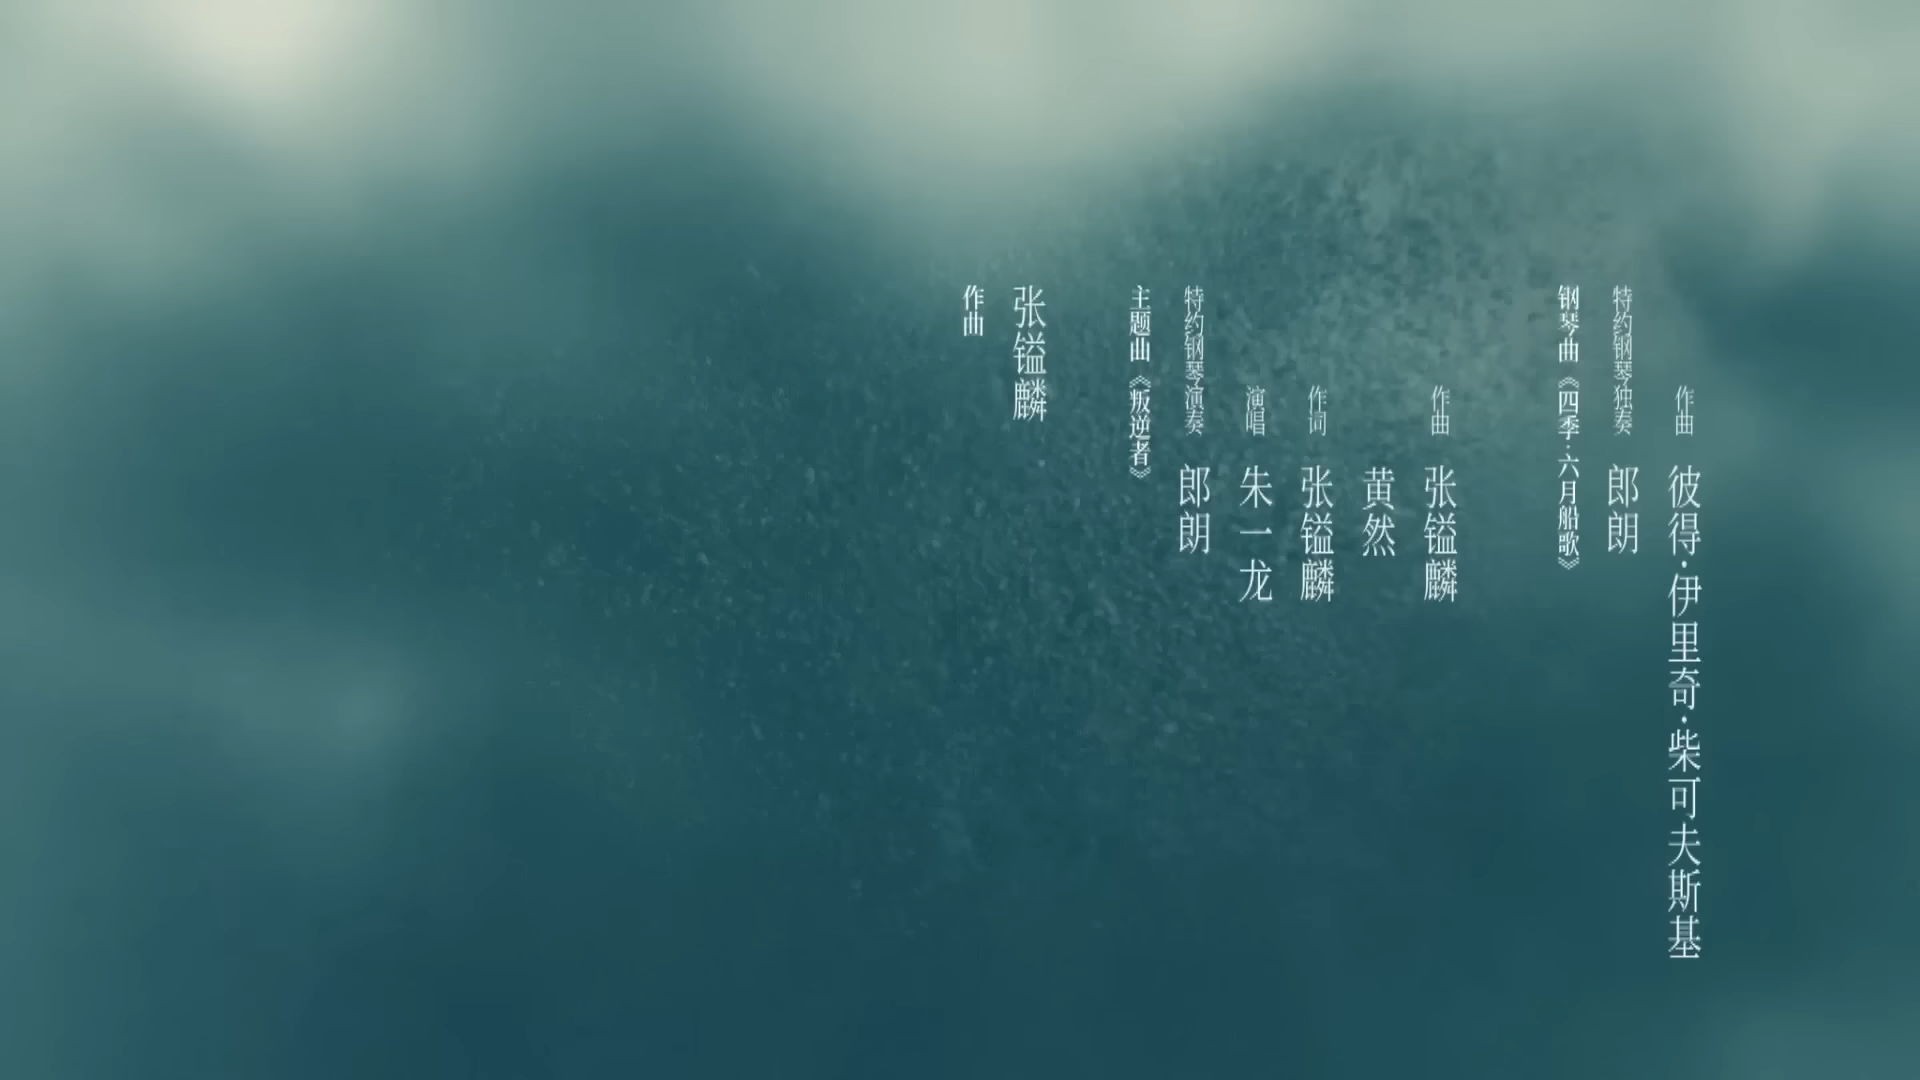 作曲
张镒麟
主题曲《叛逆者》
特约钢琴演奏 郎朗
演唱 朱一龙
作词 张镒麟
黄然
作曲 张镒麟
钢琴曲《四季·六月船歌》
特约钢琴独奏 郎朗
作曲 彼得·伊里奇·柴可夫斯基